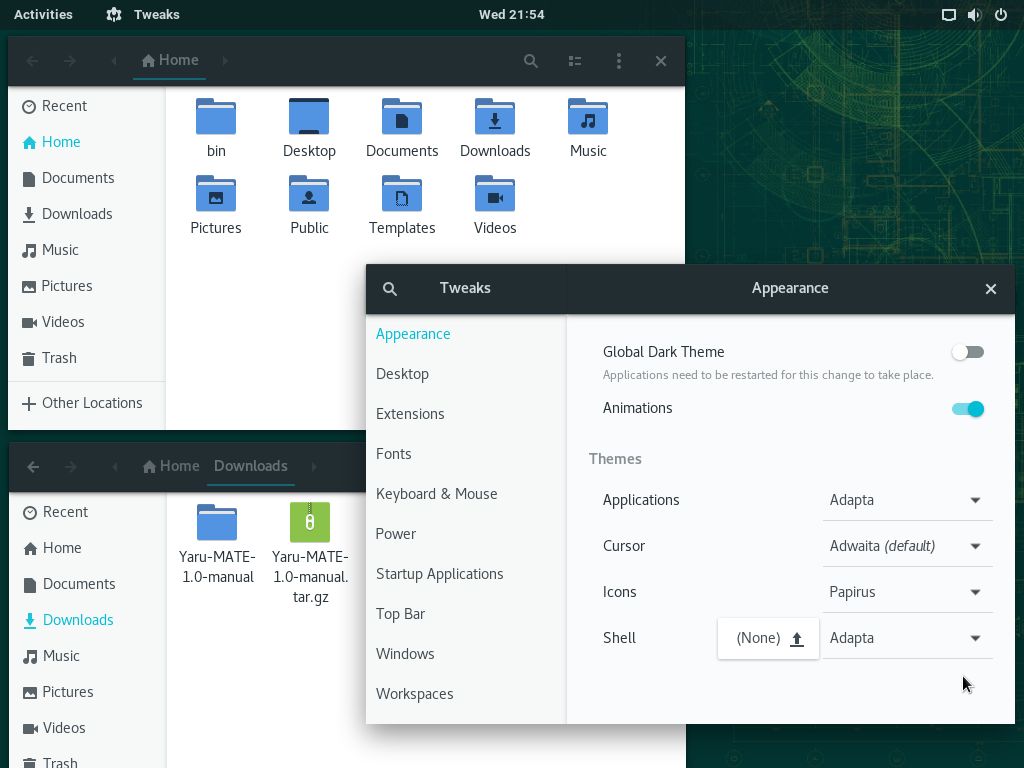 Activities
Tweaks
Wed 21:54
Home
Recent
Home
Documents
Downloads
Music
Pictures
Videos
Trash
Other Locations
bin
Desktop
Documents
Downloads
Music
Pictures
Public
Templates
Videos
Home
Downloads
Recent
Home
Documents
Downloads
Music
Pictures
Videos
Trash
Yaru-MATE-
1.0-manual
Yaru-MATE-
1.0-manual.
tar.gz
Tweaks
Appearance
Appearance
Desktop
Extensions
Fonts
Keyboard & Mouse
Power
Startup Applications
Top Bar
Windows
Workspaces
Global Dark Theme
Applications need to be restarted for this change to take place.
Animations
Themes
Applications
Adapta
Cursor
Adwaita (default)
Icons
Papirus
Shell
(None)
Adapta